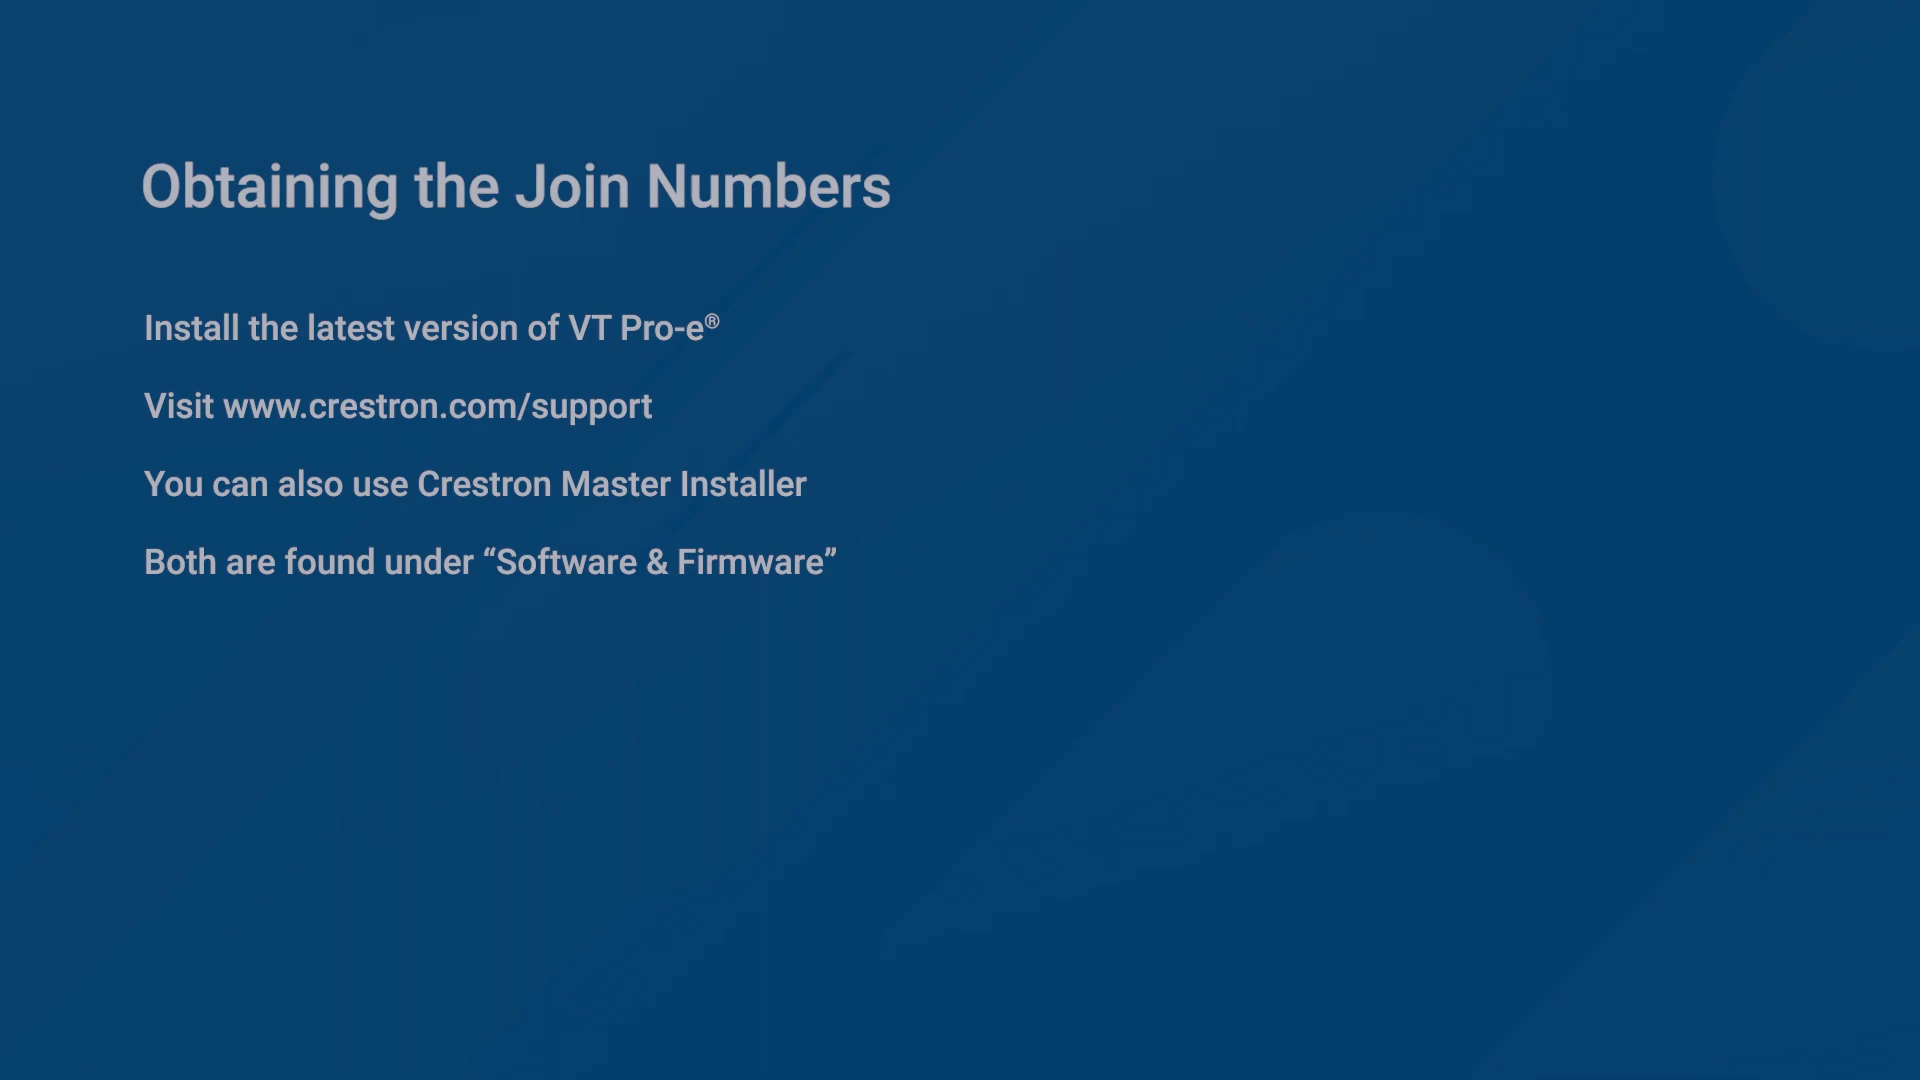 Obtaining the Join Numbers
Install the latest version of VT Pro-e®
Visit www.crestron.com/support
You can also use Crestron Master Installer
Both are found under “Software & Firmware”